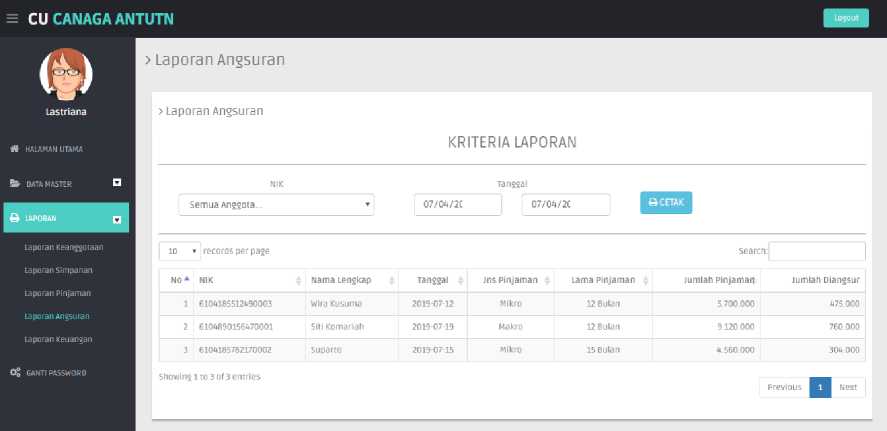 CU CANAGA ANTUTN
Logout
Lastriana
HALAMAN UTAMA
DATA MASTER
LAPORAN
Laporan Keanggotaan
Laporan Simpanan
Laporan Pinjaman
Laporan Angsuran
Laporan Keuangan
GANTI PASSWORD
> Laporan Angsuran
> Laporan Angsuran
KRITERIA LAPORAN
NIK Tanggal
Semua Anggota... 07/04/20 07/04/20 CETAK
10 records per page Search:
No NIK Nama Lengkap Tanggal Jns Pinjaman Lama Pinjaman Jumlah Pinjaman Jumlah Diangsur
1 6104185512490003 Wira Kusuma 2019-07-12 Mikro 12 Bulan 5.700.000 475.000
2 6104890156470001 Siti Komariah 2019-07-19 Makro 12 Bulan 9.120.000 760.000
3 6104185762170002 Suparto 2019-07-15 Mikro 15 Bulan 4.560.000 304.000
Showing 1 to 3 of 3 entries
Previous 1 Next